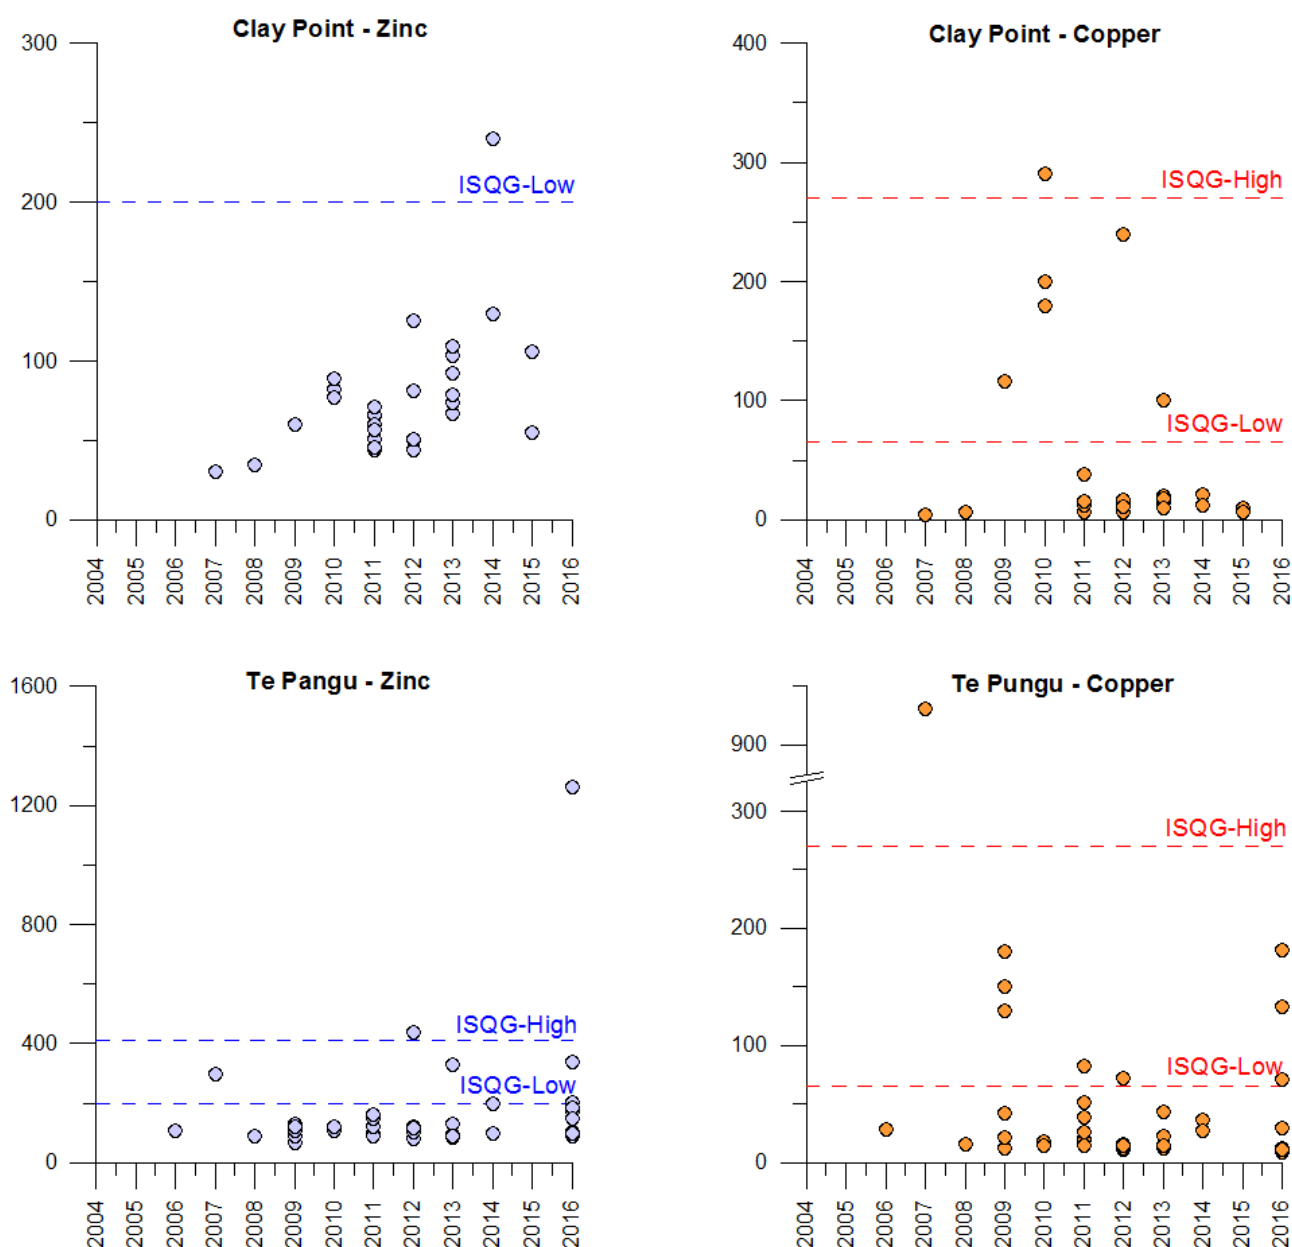 Clay Point - Zinc
300
200
100
0
ISQG-Low
2004 2005 2006 2007 2008 2009 2010 2011 2012 2013 2014 2015 2016
Clay Point - Copper
400
300
200
100
0
ISQG-High
ISQG-Low
2004 2005 2006 2007 2008 2009 2010 2011 2012 2013 2014 2015 2016
Te Pangu - Zinc
1600
1200
800
400
0
ISQG-High
ISQG-Low
2004 2005 2006 2007 2008 2009 2010 2011 2012 2013 2014 2015 2016
Te Pungu - Copper
900
300
200
100
0
ISQG-High
ISQG-Low
2004 2005 2006 2007 2008 2009 2010 2011 2012 2013 2014 2015 2016